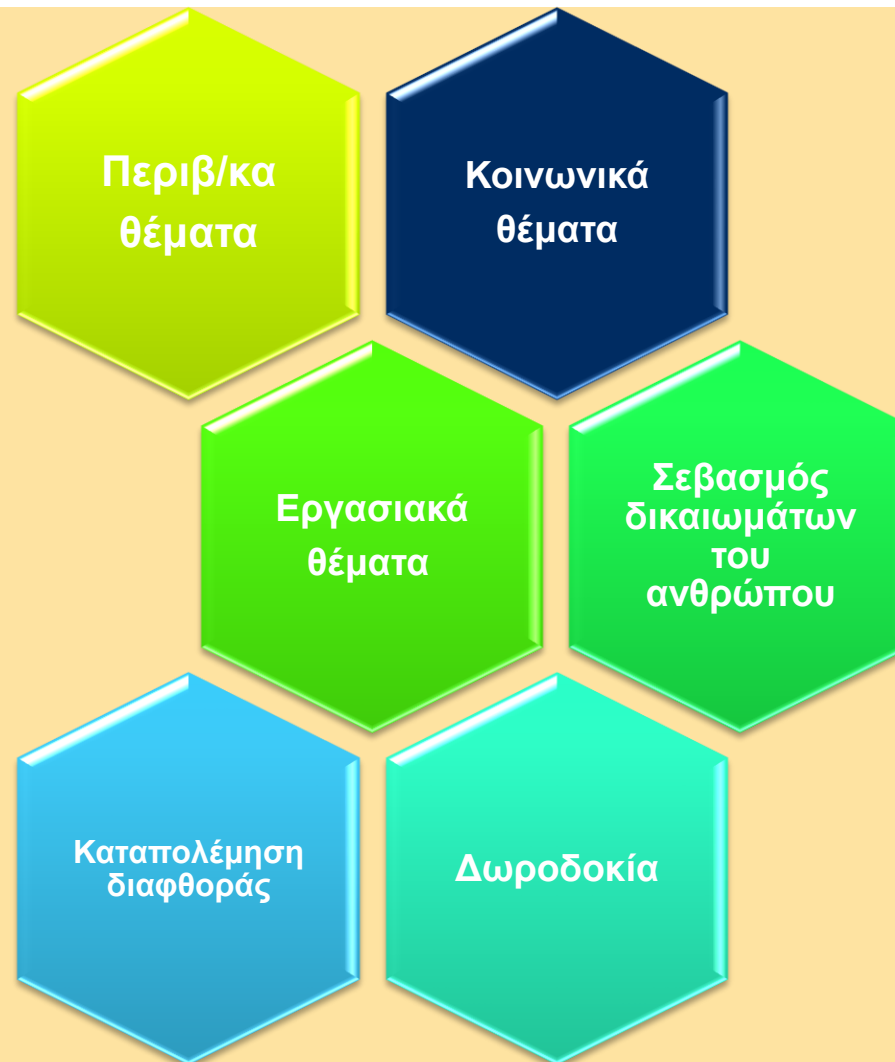 Περιβ/κα
θέματα
Κοινωνικά
θέματα
Εργασιακά
θέματα
Σεβασμός
δικαιωμάτων
του
ανθρώπου
Καταπολέμηση
διαφθοράς
Δωροδοκία